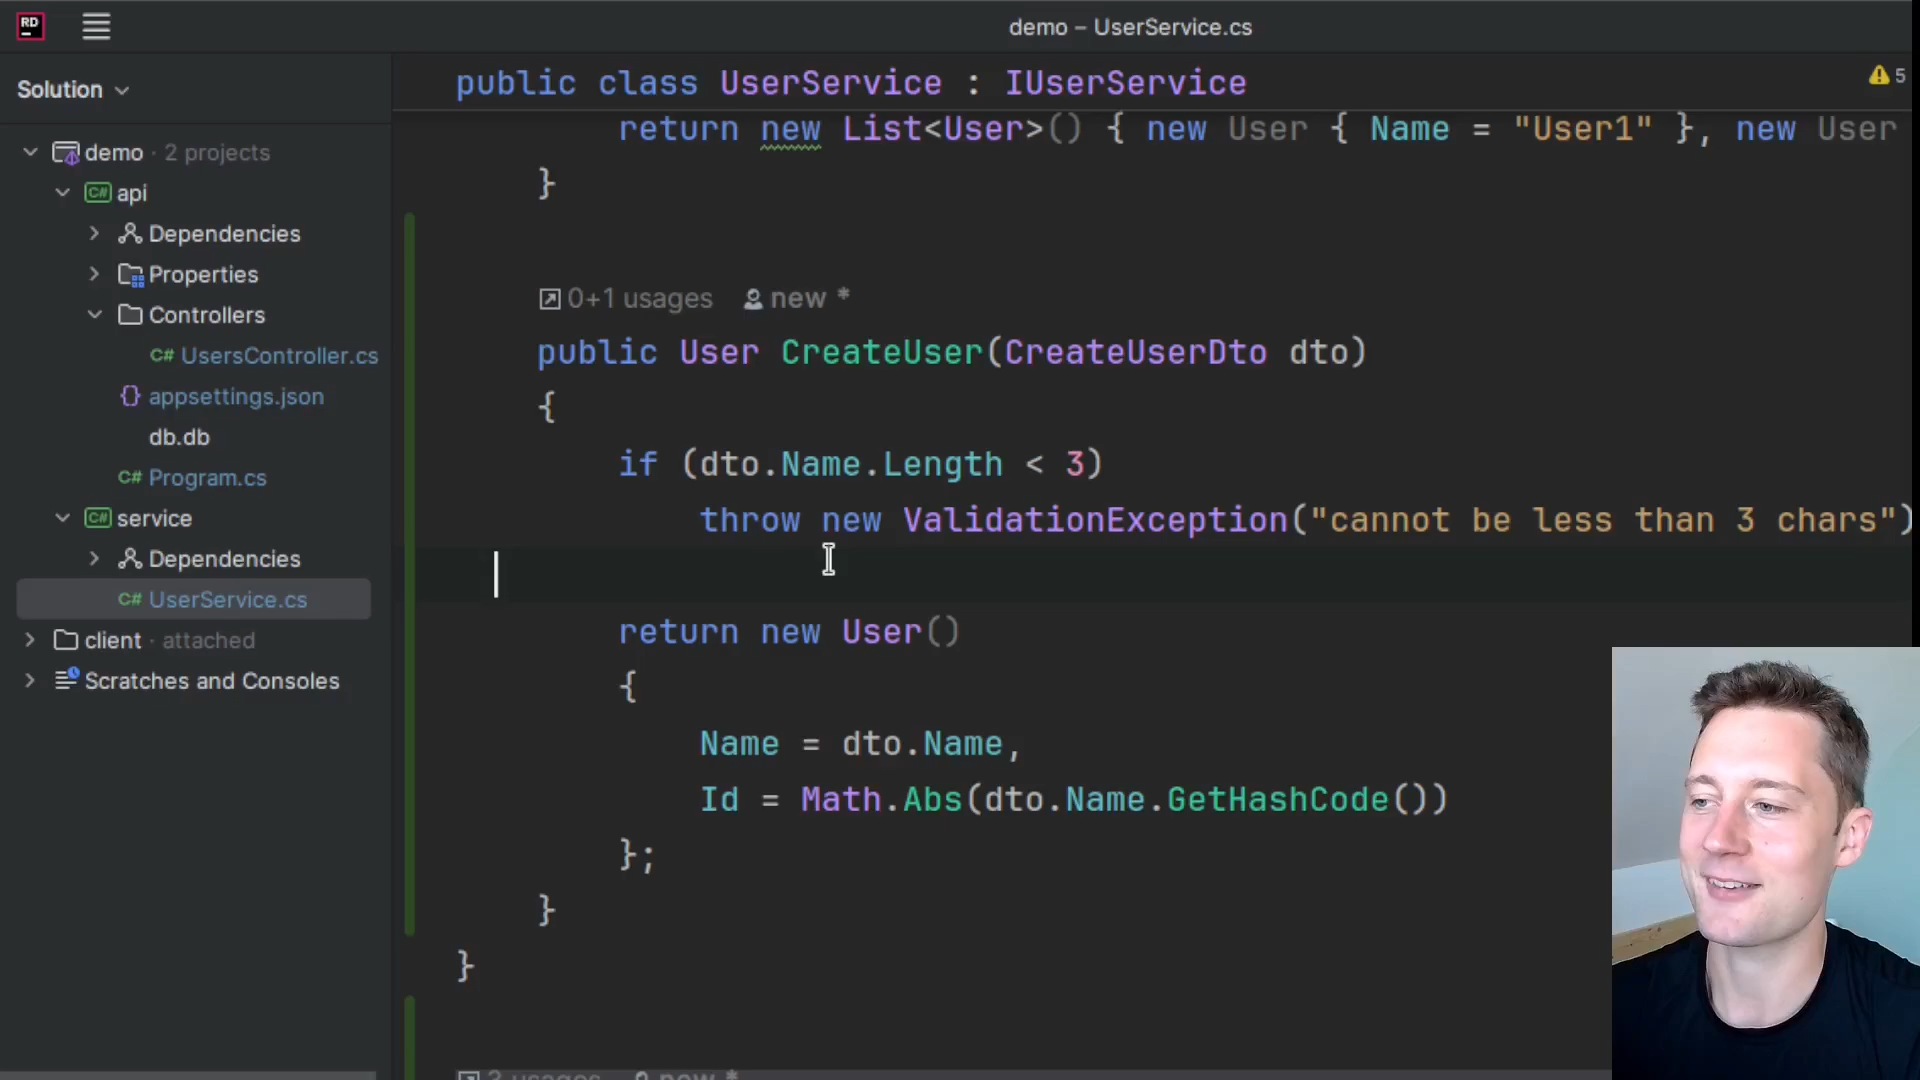 RD
demo – UserService.cs
Solution
demo · 2 projects
api
Dependencies
Properties
Controllers
C# UsersController.cs
{} appsettings.json
db.db
C# Program.cs
service
Dependencies
C# UserService.cs
client · attached
Scratches and Consoles
public class UserService : IUserService
5
return new List<User>() { new User { Name = "User1" }, new User
}
0+1 usages new *
public User CreateUser(CreateUserDto dto)
{
if (dto.Name.Length < 3)
throw new ValidationException("cannot be less than 3 chars")
return new User()
{
Name = dto.Name,
Id = Math.Abs(dto.Name.GetHashCode())
};
}
}